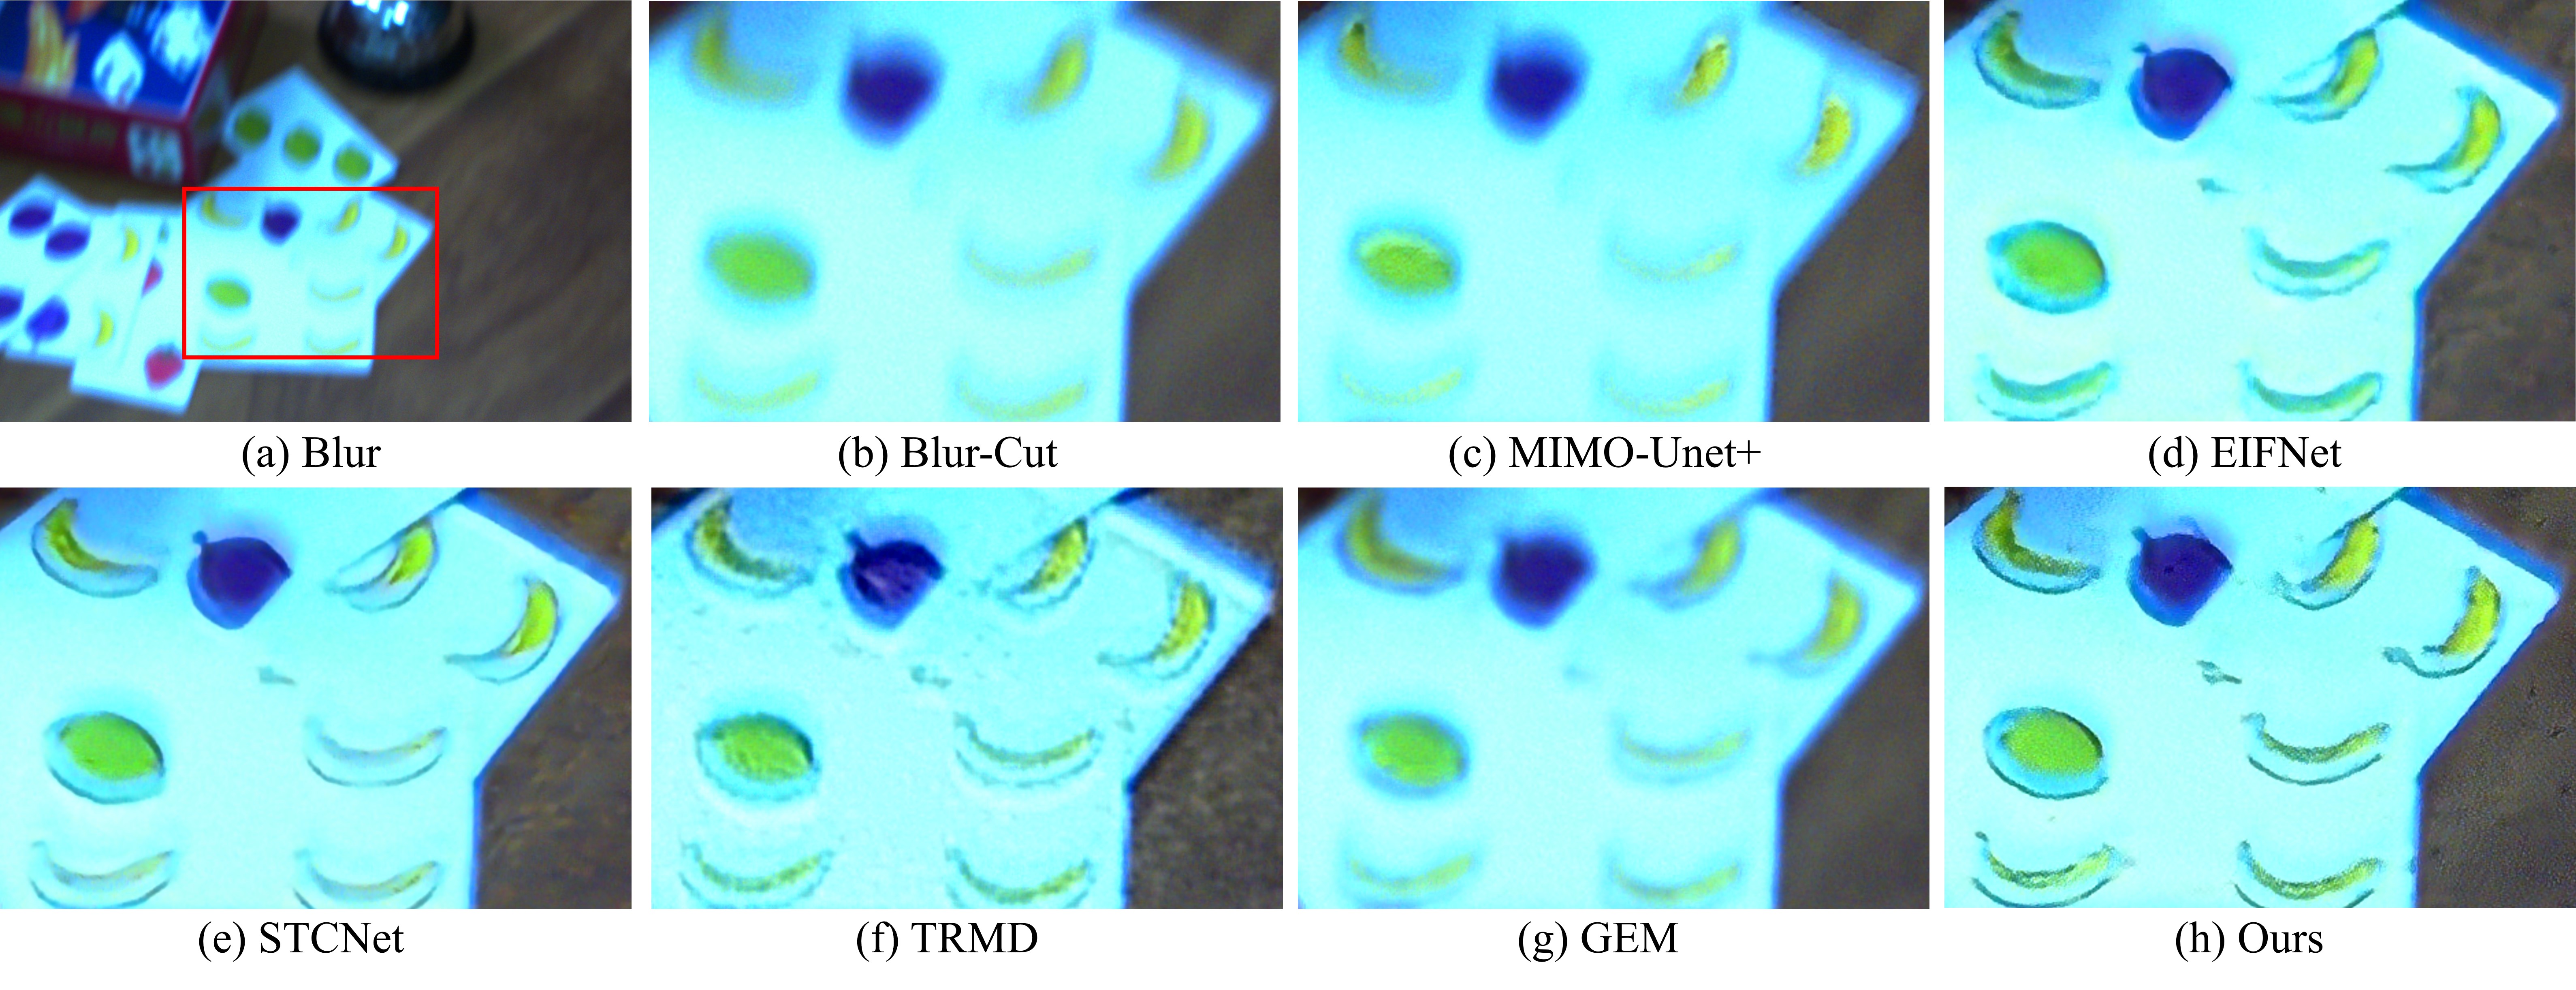 (a) Blur
(b) Blur-Cut
(c) MIMO-Unet+
(d) EIFNet
(e) STCNet
(f) TRMD
(g) GEM
(h) Ours